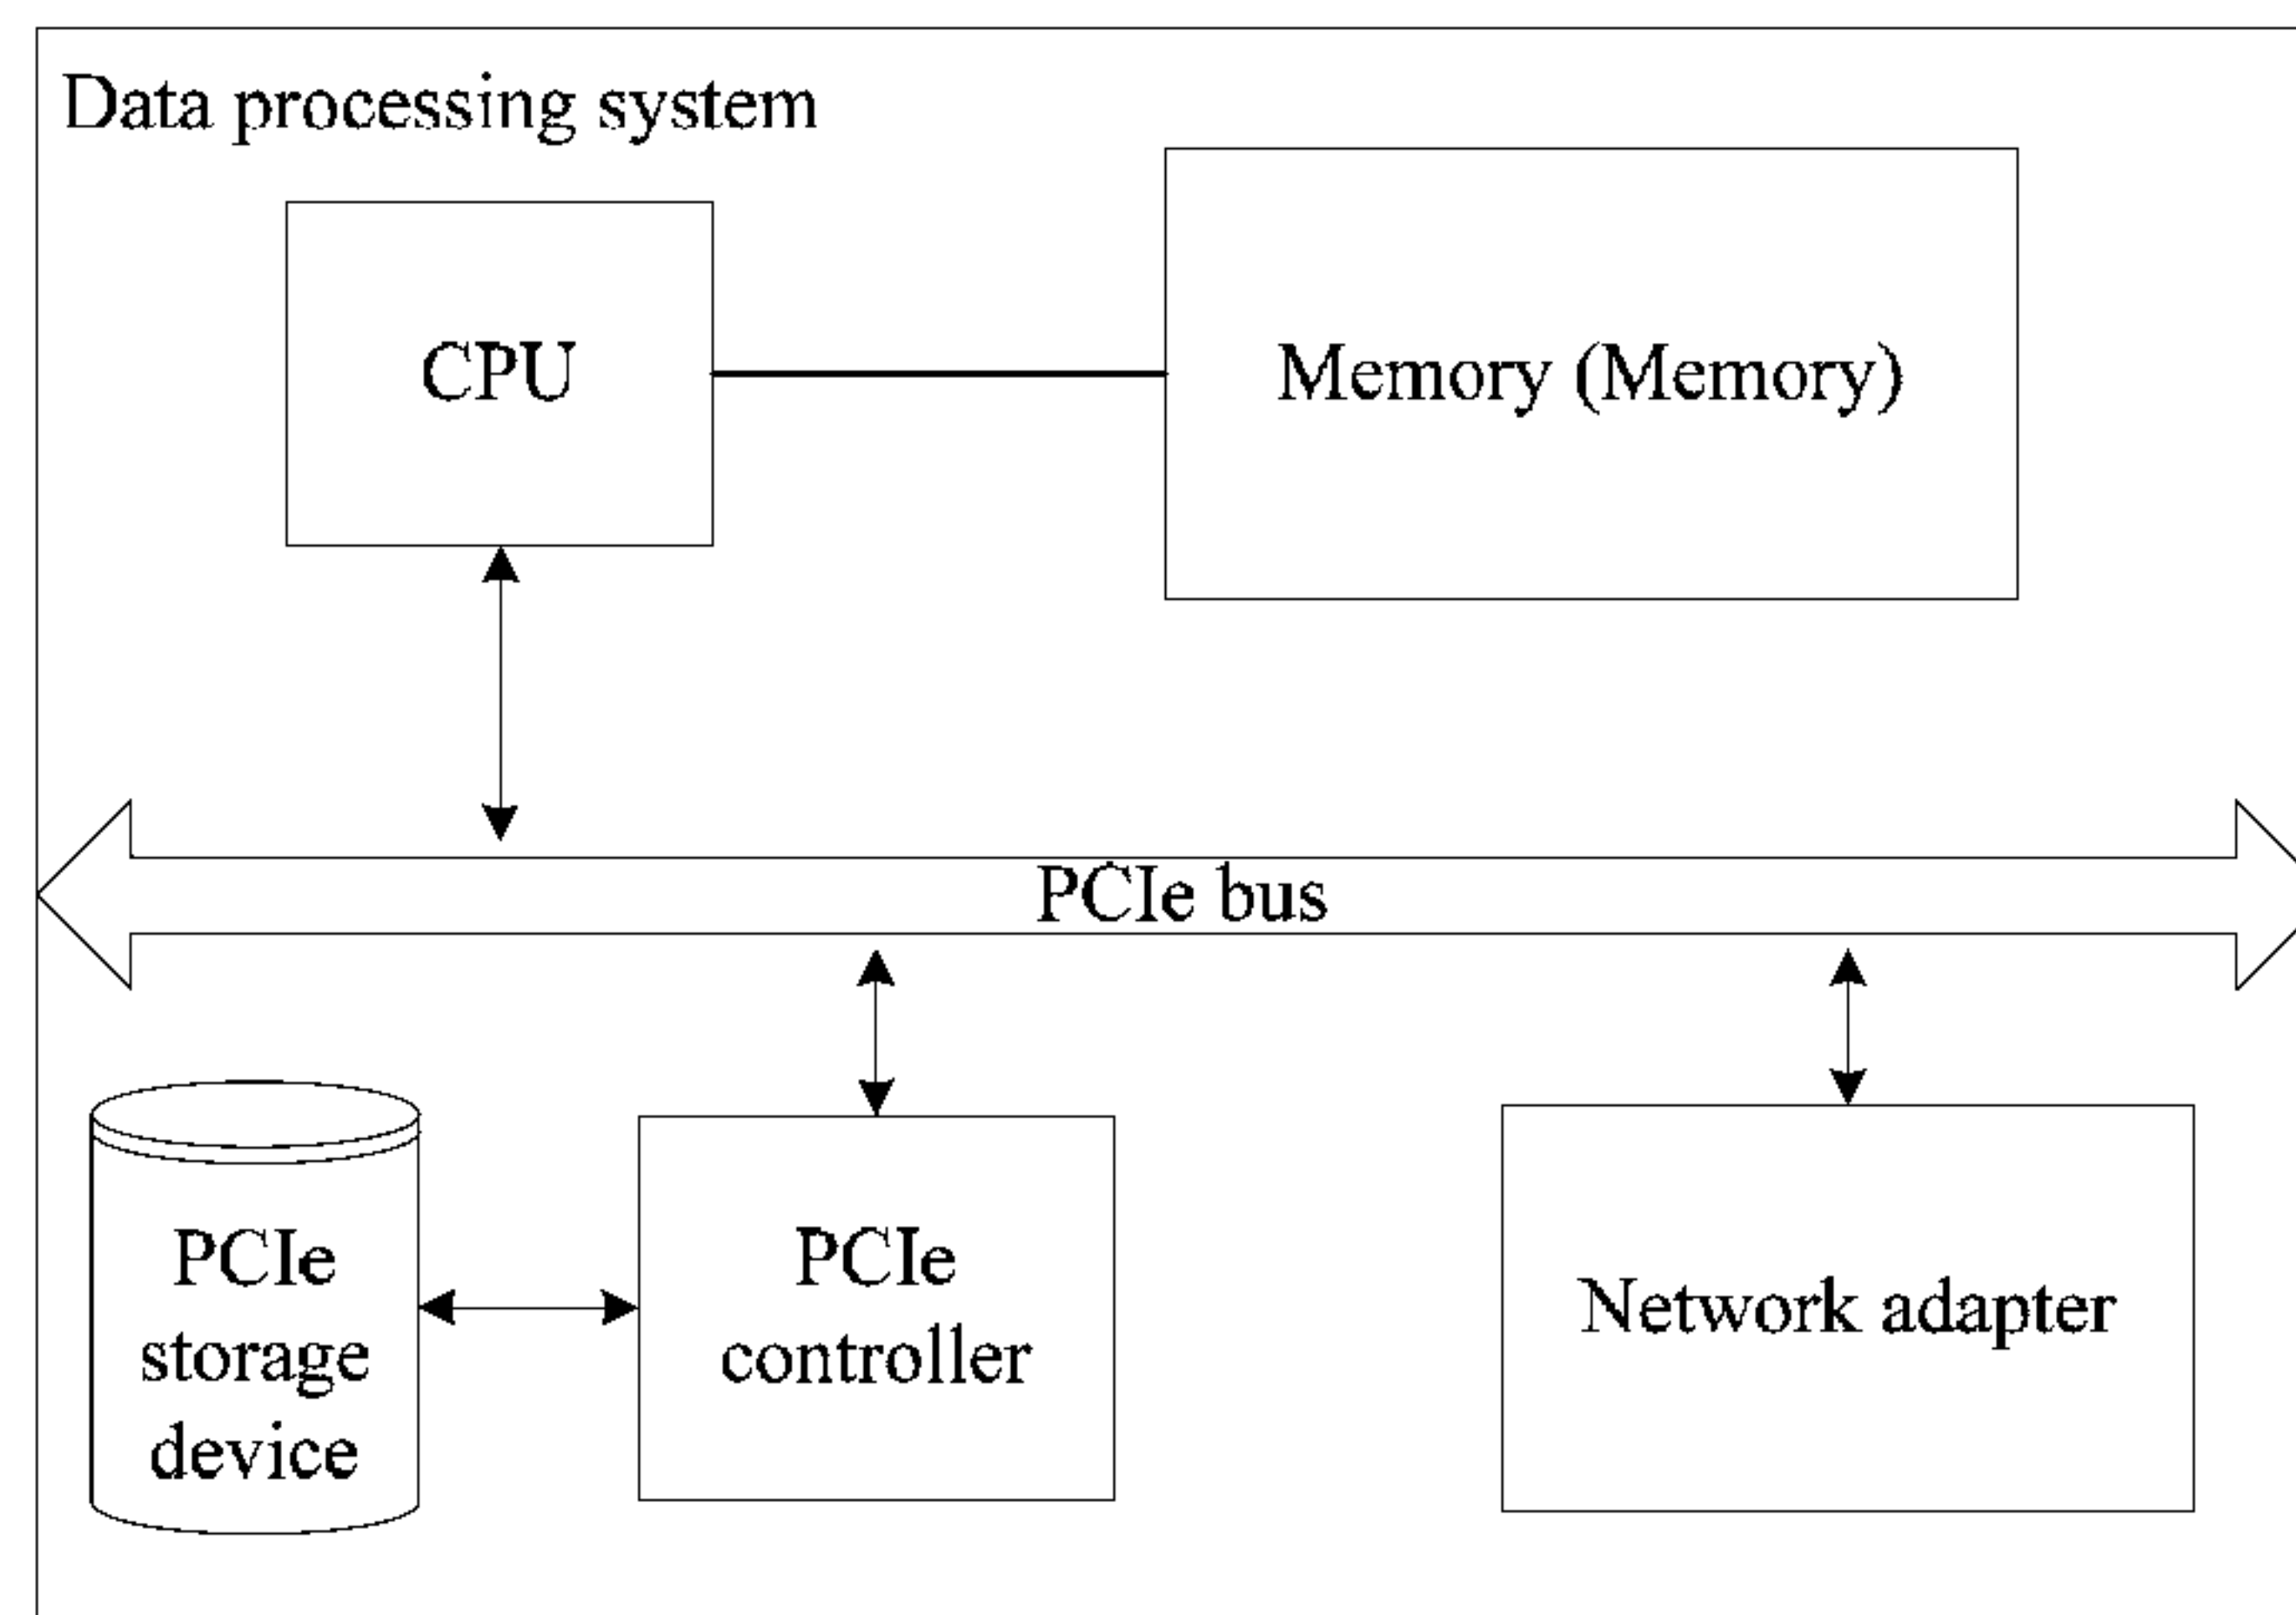 Data processing system
CPU
Memory (Memory)
PCIe bus
PCIe
storage
device
PCIe
controller
Network adapter